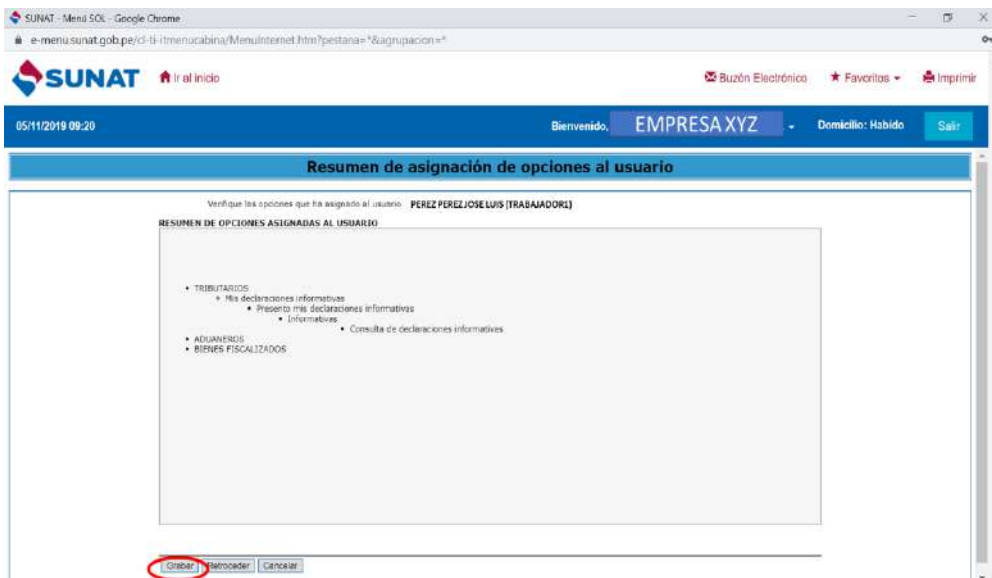 SUNAT - Menú SOL - Google Chrome
e-menu.sunat.gob.pe/cl-ti-itmenucabina/MenuInternet.htm?pestana=*&agrupacion=*
SUNAT Ir al inicio Buzón Electrónico Favoritos Imprimir
05/11/2019 09:20 Bienvenido, EMPRESA XYZ Domicilio: Habido Salir
Resumen de asignación de opciones al usuario
Verifique las opciones que ha asignado al usuario PEREZ PEREZ JOSE LUIS (TRABAJADOR1)
RESUMEN DE OPCIONES ASIGNADAS AL USUARIO
TRIBUTARIOS
Mis declaraciones informativas
Presento mis declaraciones informativas
Informativas
Consulta de declaraciones informativas
ADUANEROS
BIENES FISCALIZADOS
Grabar Retroceder Cancelar